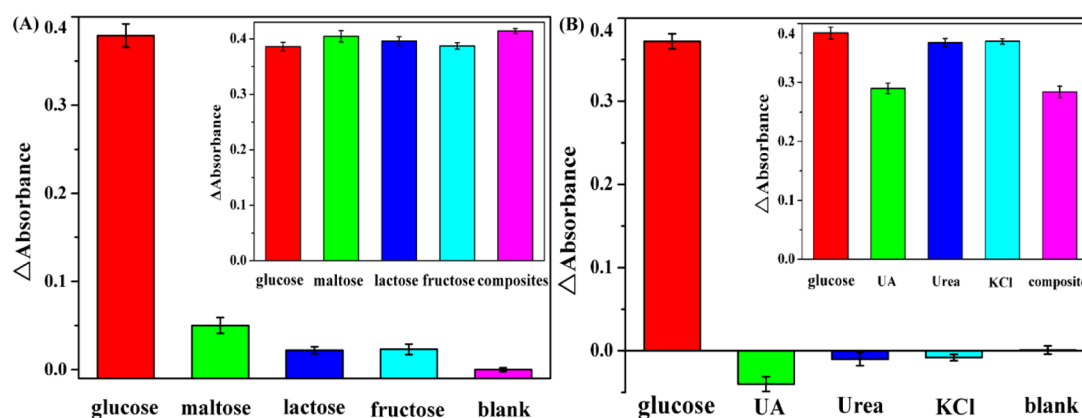 (A)
△Absorbance
0.4
0.3
0.2
0.1
0.0
glucose maltose lactose fructose blank
ΔAbsorbance
0.4
0.3
0.2
0.1
0.0
glucose maltose lactose fructose composites
(B)
△Absorbance
0.4
0.3
0.2
0.1
0.0
glucose UA Urea KCl blank
△Absorbance
0.4
0.3
0.2
0.1
0.0
glucose UA Urea KCl composite